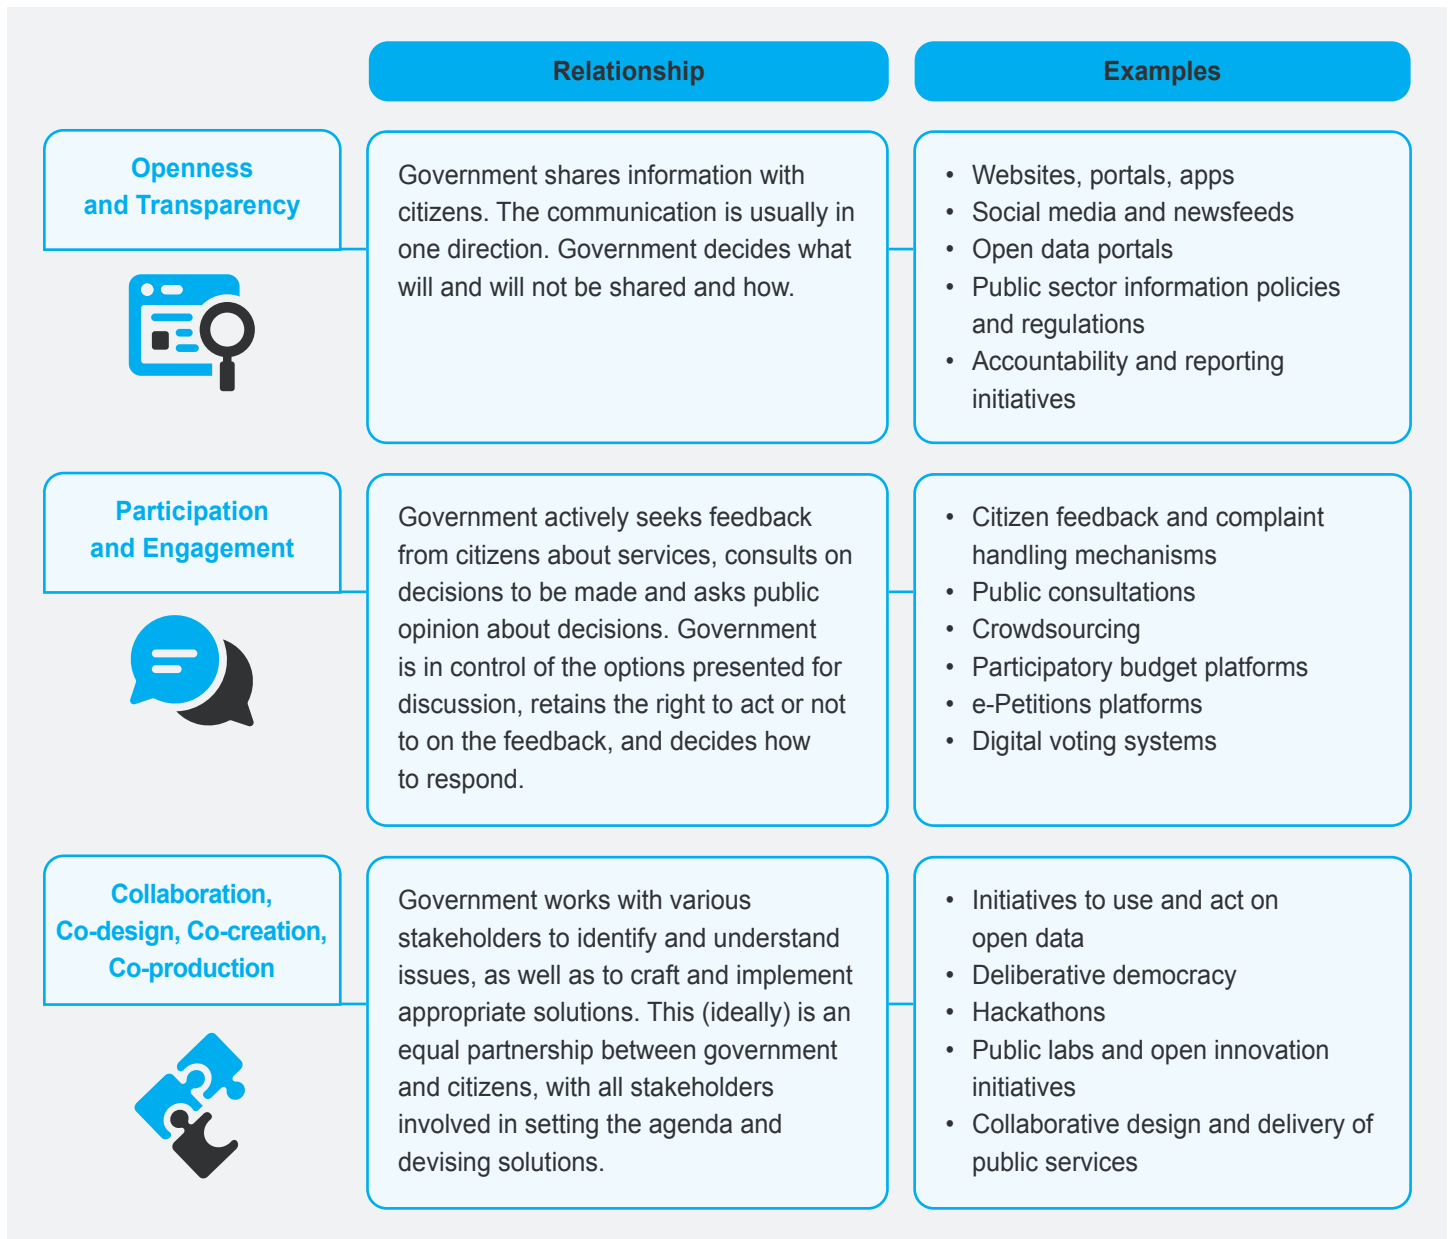 Relationship
Examples
Openness
and Transparency
Government shares information with
citizens. The communication is usually in
one direction. Government decides what
will and will not be shared and how.
• Websites, portals, apps
• Social media and newsfeeds
• Open data portals
• Public sector information policies
and regulations
• Accountability and reporting
initiatives
Participation
and Engagement
Government actively seeks feedback
from citizens about services, consults on
decisions to be made and asks public
opinion about decisions. Government
is in control of the options presented for
discussion, retains the right to act or not
to on the feedback, and decides how
to respond.
• Citizen feedback and complaint
handling mechanisms
• Public consultations
• Crowdsourcing
• Participatory budget platforms
• e-Petitions platforms
• Digital voting systems
Collaboration,
Co-design, Co-creation,
Co-production
Government works with various
stakeholders to identify and understand
issues, as well as to craft and implement
appropriate solutions. This (ideally) is an
equal partnership between government
and citizens, with all stakeholders
involved in setting the agenda and
devising solutions.
• Initiatives to use and act on
open data
• Deliberative democracy
• Hackathons
• Public labs and open innovation
initiatives
• Collaborative design and delivery of
public services